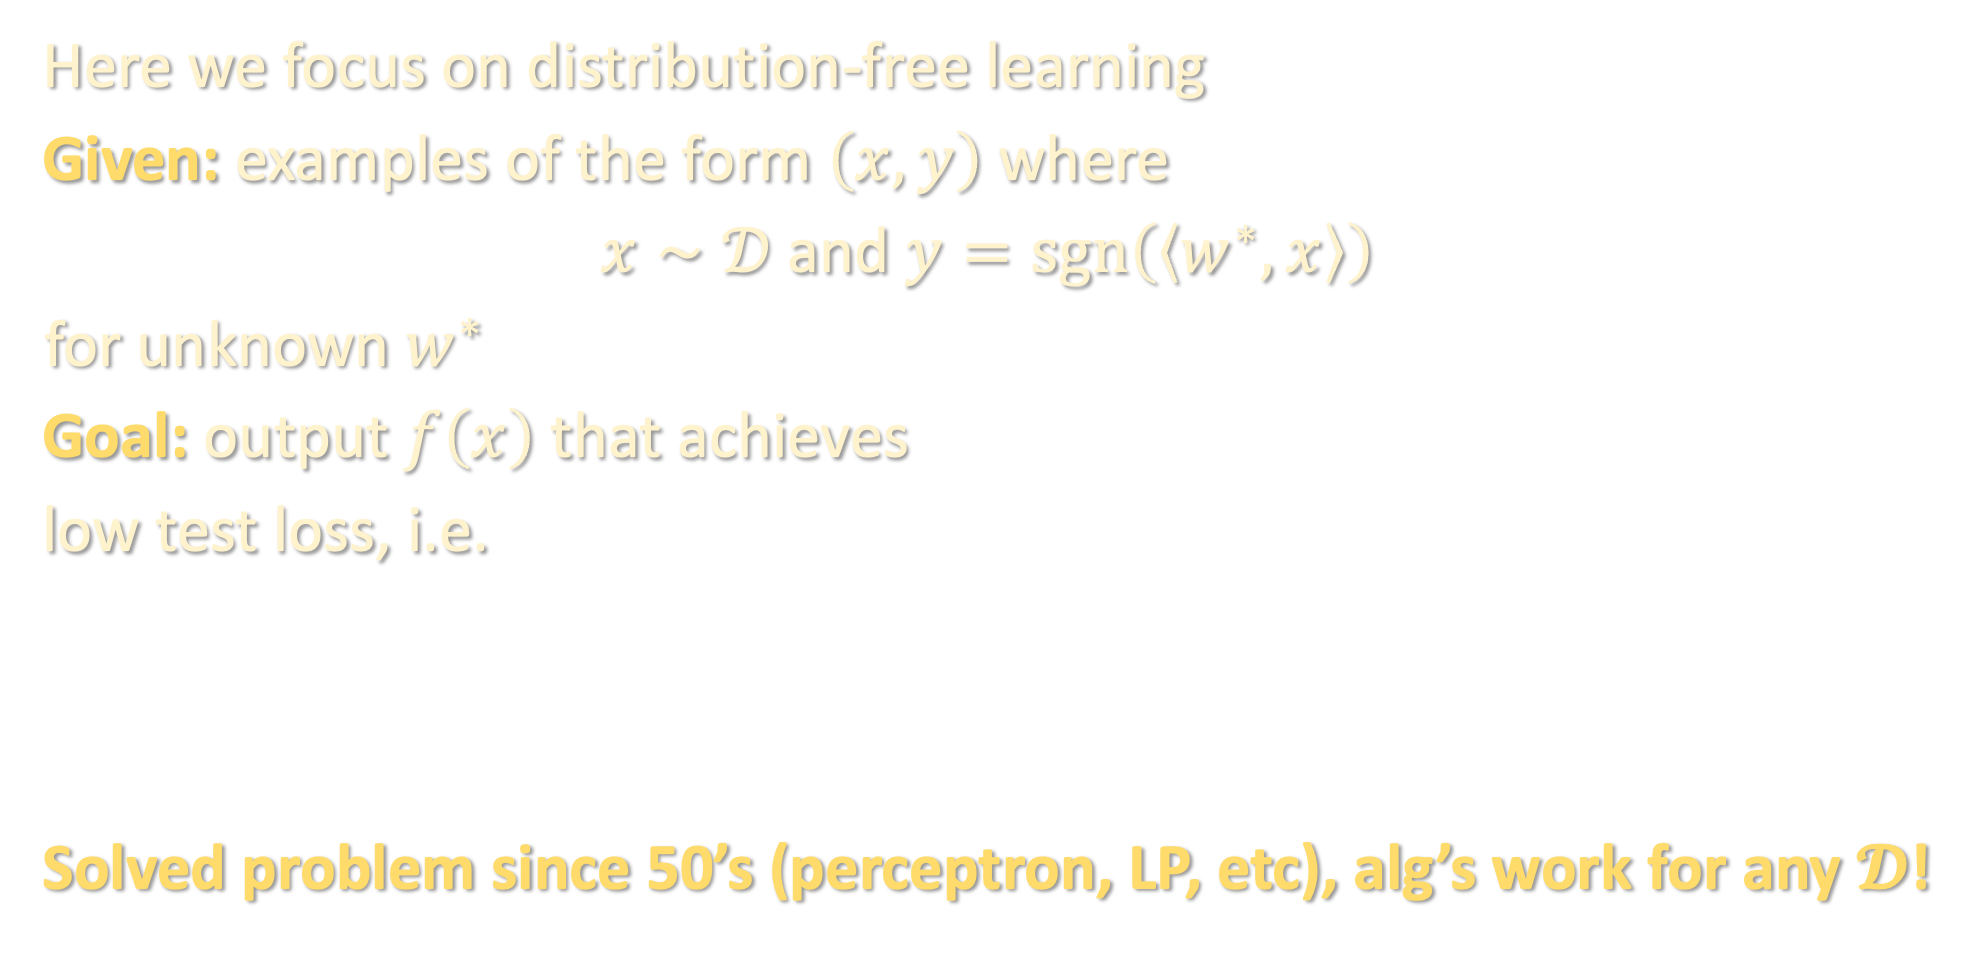 Here we focus on distribution-free learning
Given: examples of the form (𝑥, 𝑦) where
𝑥 ~ 𝒟 and 𝑦 = sgn(⟨𝑤*, 𝑥⟩)
for unknown 𝑤*
Goal: output 𝑓(𝑥) that achieves
low test loss, i.e.
Solved problem since 50’s (perceptron, LP, etc), alg’s work for any 𝒟!